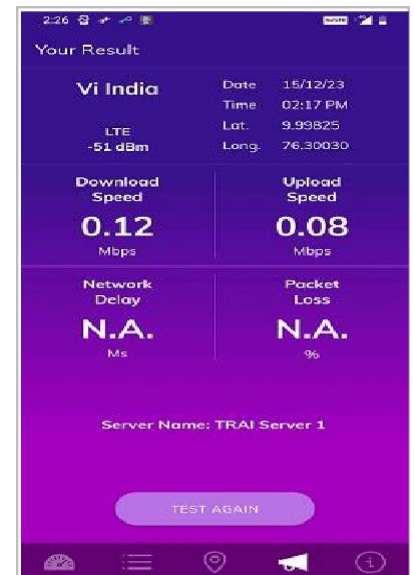 2:26
Your Result
Vi India
LTE
-51 dBm
Date 15/12/23
Time 02:17 PM
Lat. 9.99825
Long. 76.30030
Download
Speed
0.12
Mbps
Upload
Speed
0.08
Mbps
Network
Delay
N.A.
Ms
Packet
Loss
N.A.
%
Server Name: TRAI Server 1
TEST AGAIN